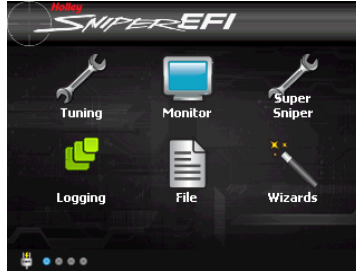 Holley
SNIPER EFI
Tuning
Monitor
Super
Sniper
Logging
File
Wizards